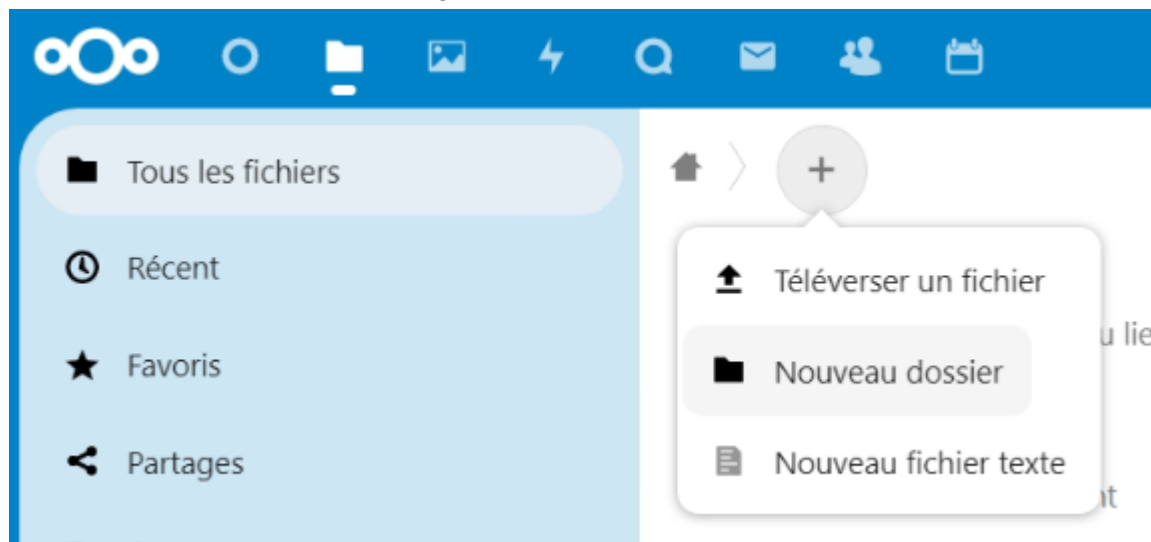 Tous les fichiers
Récent
Favoris
Partages
Téléverser un fichier
Nouveau dossier
Nouveau fichier texte